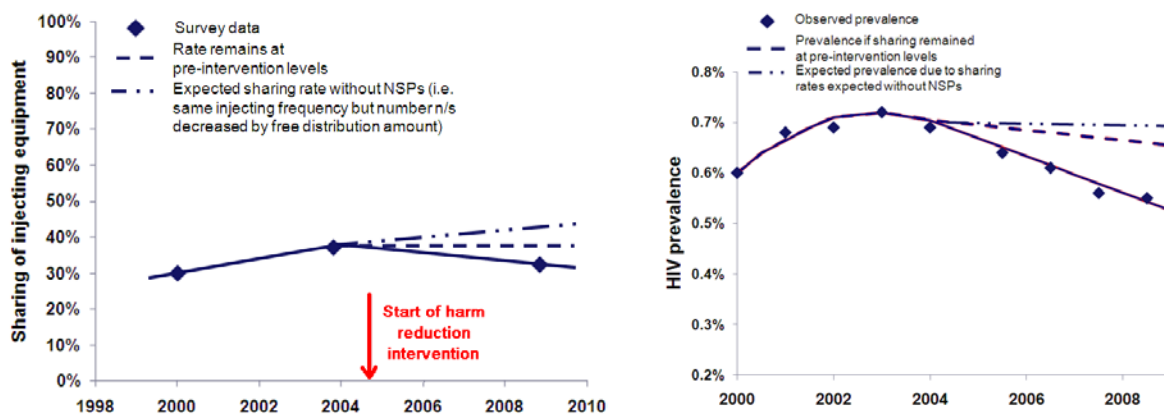 100%
90%
80%
70%
60%
50%
40%
30%
20%
10%
0%
Sharing of injecting equipment
Survey data
Rate remains at
pre-intervention levels
Expected sharing rate without NSPs (i.e.
same injecting frequency but number n/s
decreased by free distribution amount)
Start of harm
reduction
intervention
1998 2000 2002 2004 2006 2008 2010
Observed prevalence
Prevalence if sharing remained
at pre-intervention levels
Expected prevalence due to sharing
rates expected without NSPs
0.8%
0.7%
0.6%
0.5%
0.4%
0.3%
0.2%
HIV prevalence
2000 2002 2004 2006 2008